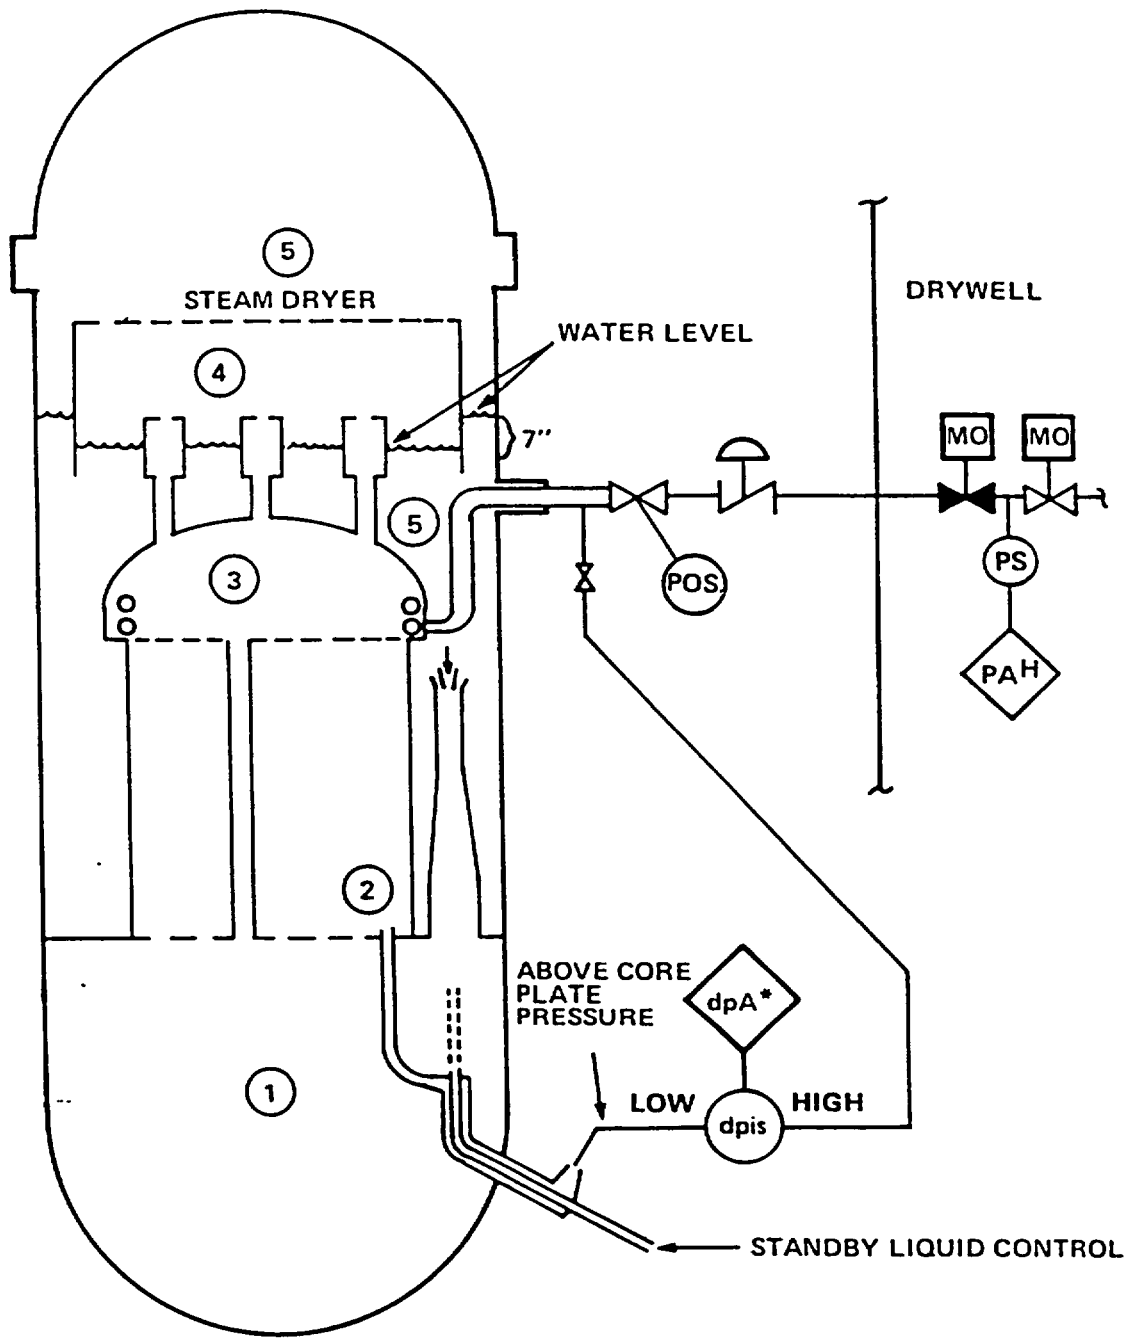 5
STEAM DRYER
DRYWELL
WATER LEVEL
4
7"
MO
MO
5
3
PS
POS.
PAH
2
ABOVE CORE
PLATE
PRESSURE
dpA*
1
LOW
HIGH
dpis
STANDBY LIQUID CONTROL